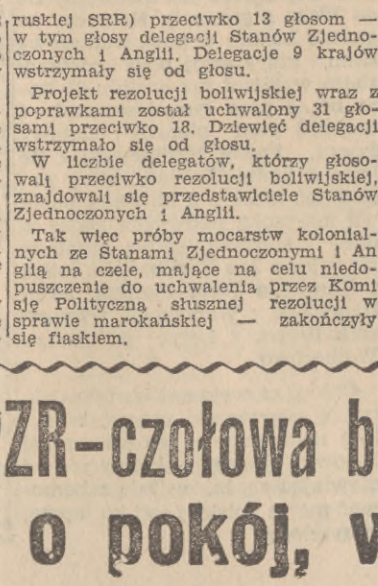 ruskiej SRR) przeciwko 13 głosom —
w tym głosy delegacji Stanów Zjedno-
czonych i Anglii. Delegacje 9 krajów
wstrzymały się od głosu.
Projekt rezolucji boliwijskiej wraz z
poprawkami został uchwalony 31 gło-
sami przeciwko 18. Dziewięć delegacji
wstrzymało się od głosu.
W liczbie delegatów, którzy głoso-
wali przeciwko rezolucji boliwijskiej,
znajdowali się przedstawiciele Stanów
Zjednoczonych i Anglii.
Tak więc próby mocarstw kolonial-
nych ze Stanami Zjednoczonymi i An
glią na czele, mające na celu niedo-
puszczenie do uchwalenia przez Komi
sję Polityczną słusznej rezolucji w
sprawie marokańskiej — zakończyły
się fiaskiem.
ZR-czołowa b
o pokój,